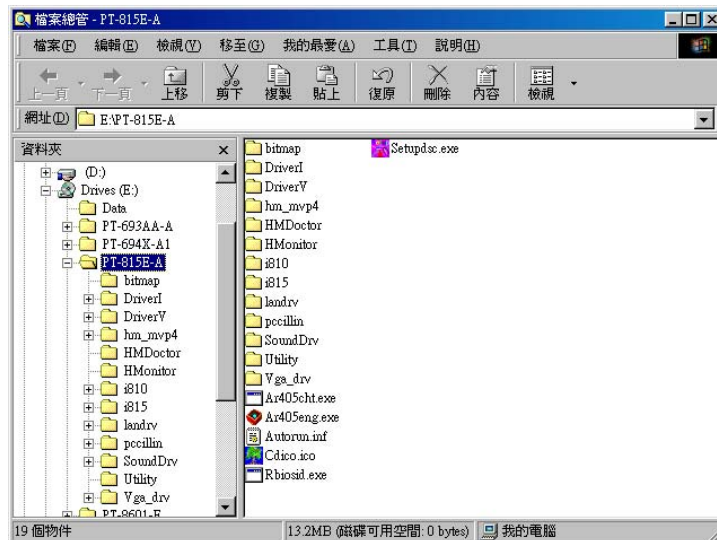 檔案總管 - PT-815E-A
檔案(F) 編輯(E) 檢視(V) 移至(G) 我的最愛(A) 工具(T) 說明(H)
上一頁 下一頁 上移 剪下 複製 貼上 復原 刪除 內容 檢視
網址(D) E:\PT-815E-A
資料夾
(D:)
Drives (E:)
Data
PT-693AA-A
PT-694X-A1
PT-815E-A
bitmap
DriverI
DriverV
hm_mvp4
HMDoctor
HMonitor
i810
i815
landrv
pccillin
SoundDrv
Utility
Vga_drv
PT-8601-E
bitmap
DriverI
DriverV
hm_mvp4
HMDoctor
HMonitor
i810
i815
landrv
pccillin
SoundDrv
Utility
Vga_drv
Ar405cht.exe
Ar405eng.exe
Autorun.inf
Cdico.ico
Rbiosid.exe
Setupdsc.exe
19 個物件 13.2MB (磁碟可用空間: 0 bytes) 我的電腦